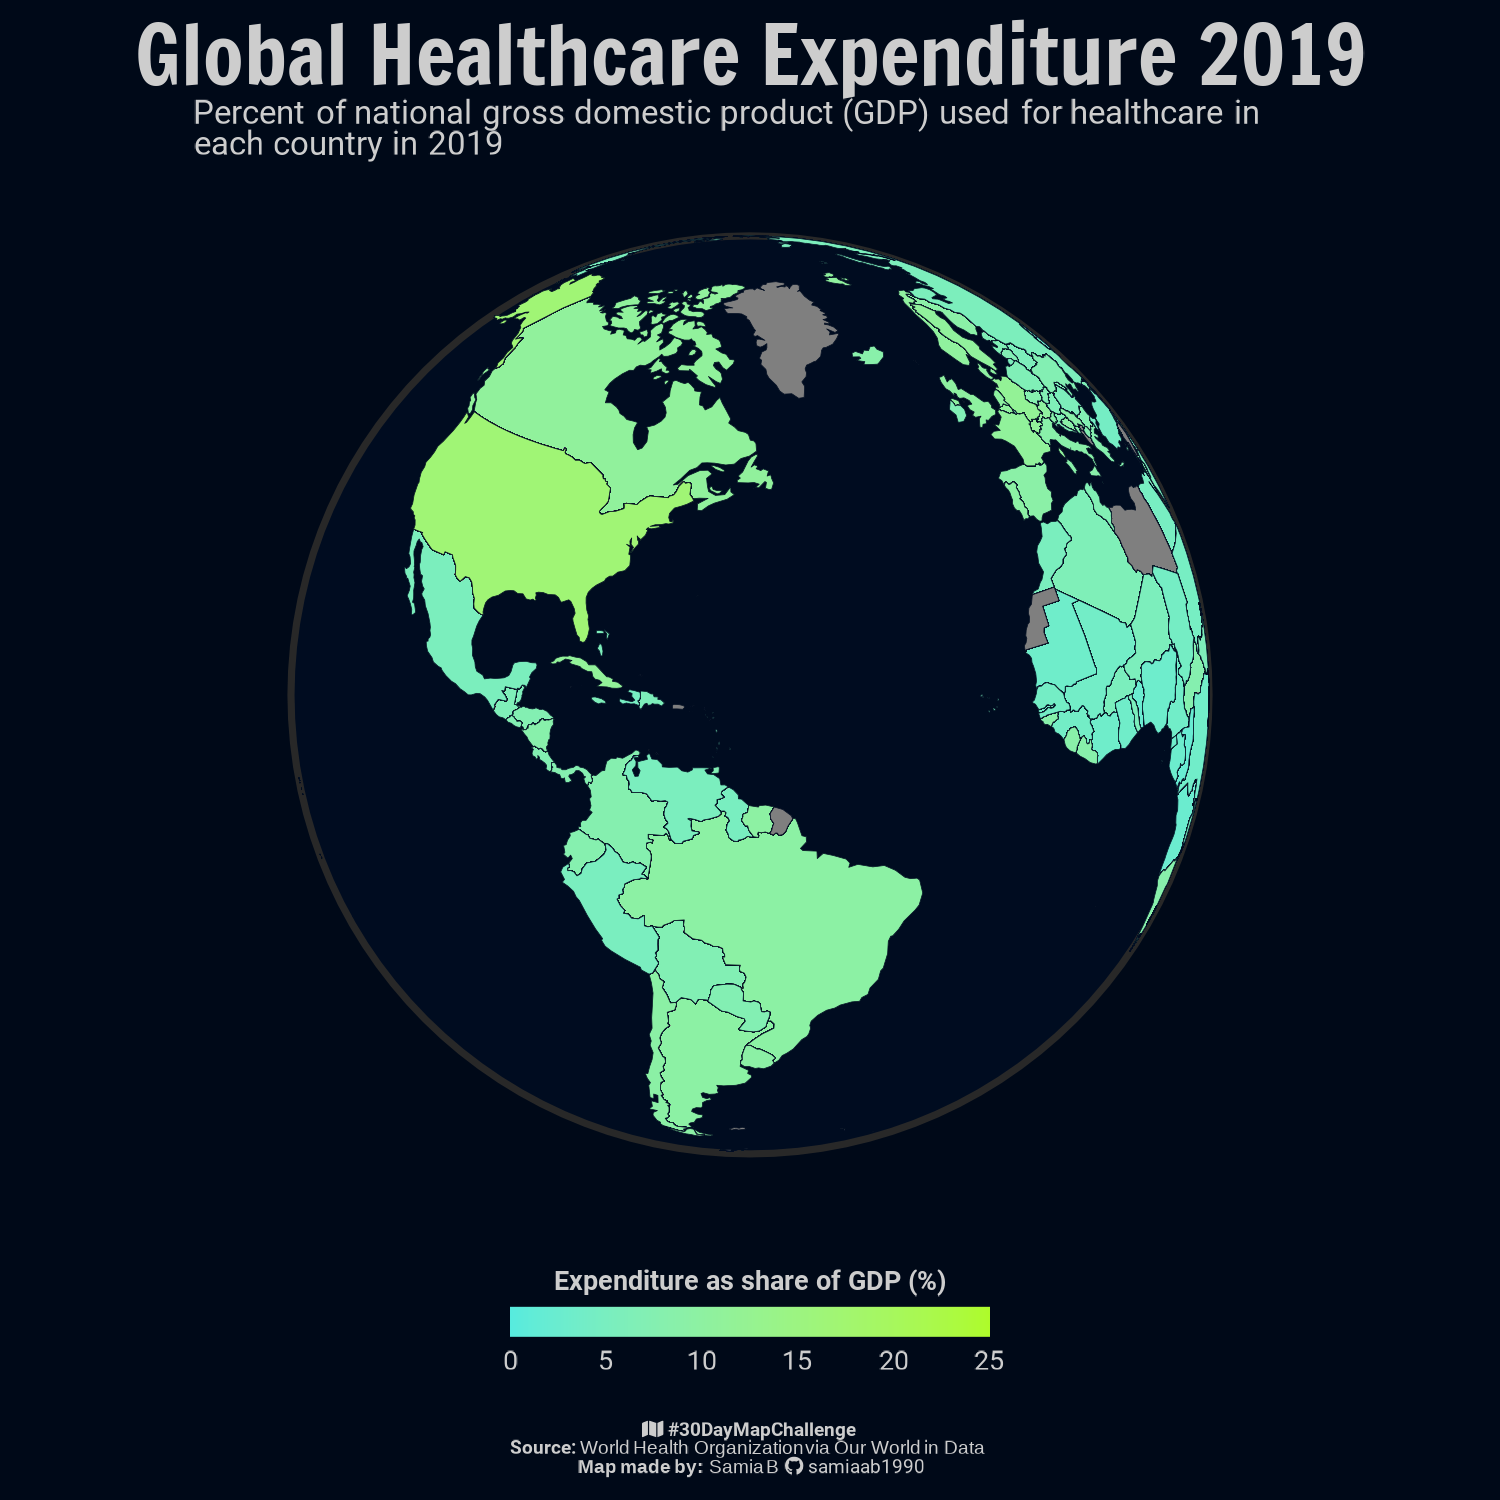 Global Healthcare Expenditure 2019
Percent of national gross domestic product (GDP) used for healthcare in
each country in 2019
Expenditure as share of GDP (%)
0 5 10 15 20 25
#30DayMapChallenge
Source: World Health Organization via Our World in Data
Map made by: Samia B samiaab1990